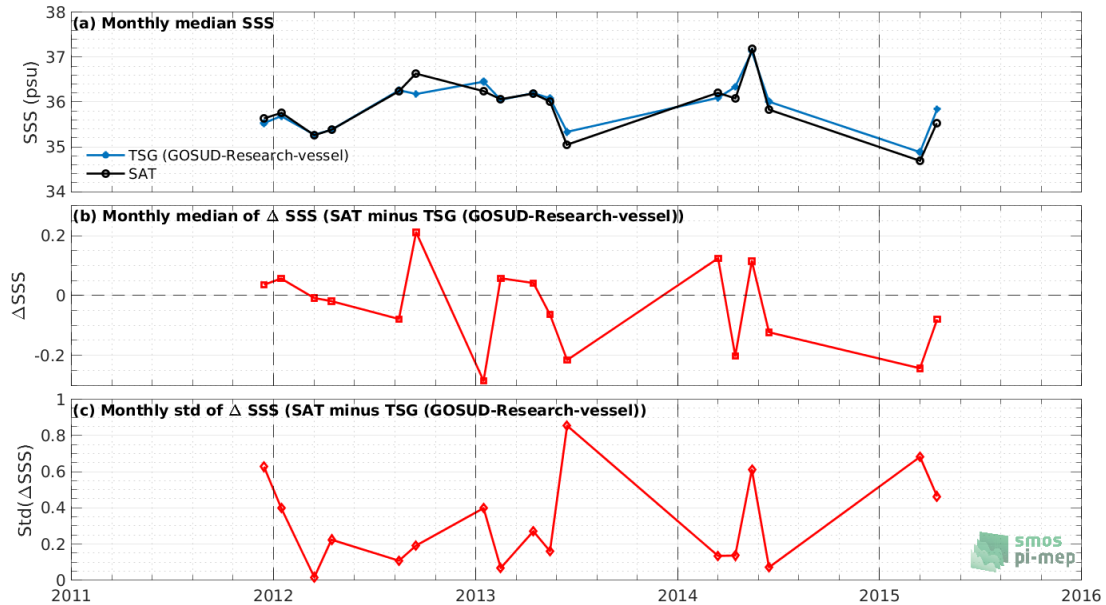 (a) Monthly median SSS
38
37
36
35
34
SSS (psu)
TSG (GOSUD-Research-vessel)
SAT
(b) Monthly median of Δ SSS (SAT minus TSG (GOSUD-Research-vessel))
0.2
0
-0.2
ΔSSS
(c) Monthly std of Δ SSS (SAT minus TSG (GOSUD-Research-vessel))
1
0.8
0.6
0.4
0.2
0
Std(ΔSSS)
2011 2012 2013 2014 2015 2016
smos
pi-mep